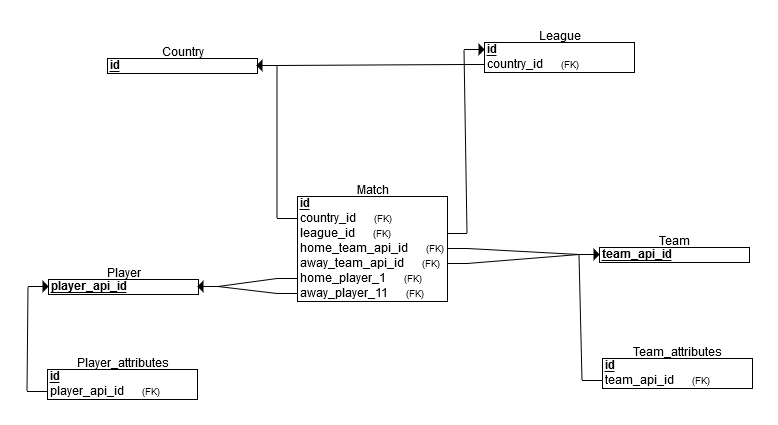 Country
id
League
id
country_id (FK)
Match
id
country_id (FK)
league_id (FK)
home_team_api_id (FK)
away_team_api_id (FK)
home_player_1 (FK)
away_player_11 (FK)
Team
team_api_id
Player
player_api_id
Player_attributes
id
player_api_id (FK)
Team_attributes
id
team_api_id (FK)